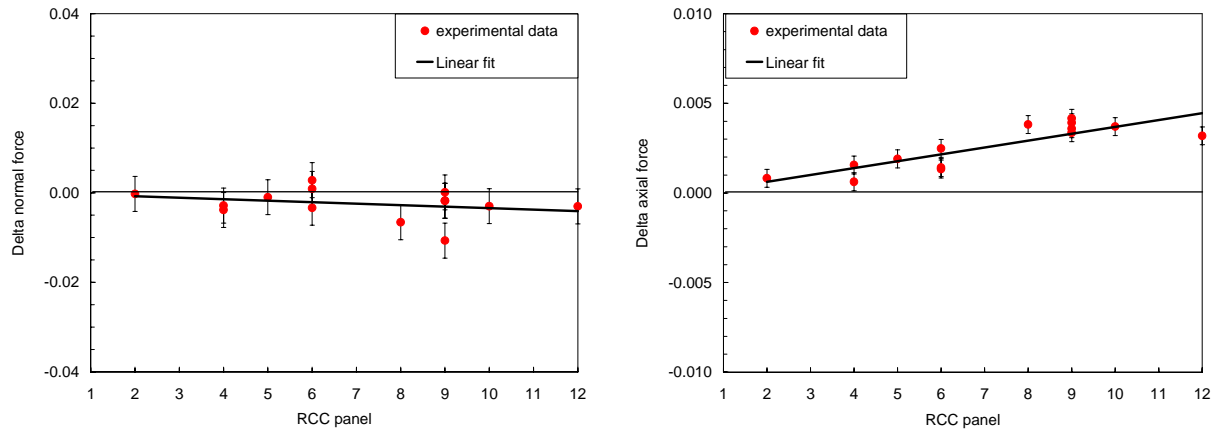 0.04
0.02
0.00
-0.02
-0.04
Delta normal force
experimental data
Linear fit
1 2 3 4 5 6 7 8 9 10 11 12
RCC panel
0.010
0.005
0.000
-0.005
-0.010
Delta axial force
experimental data
Linear fit
1 2 3 4 5 6 7 8 9 10 11 12
RCC panel